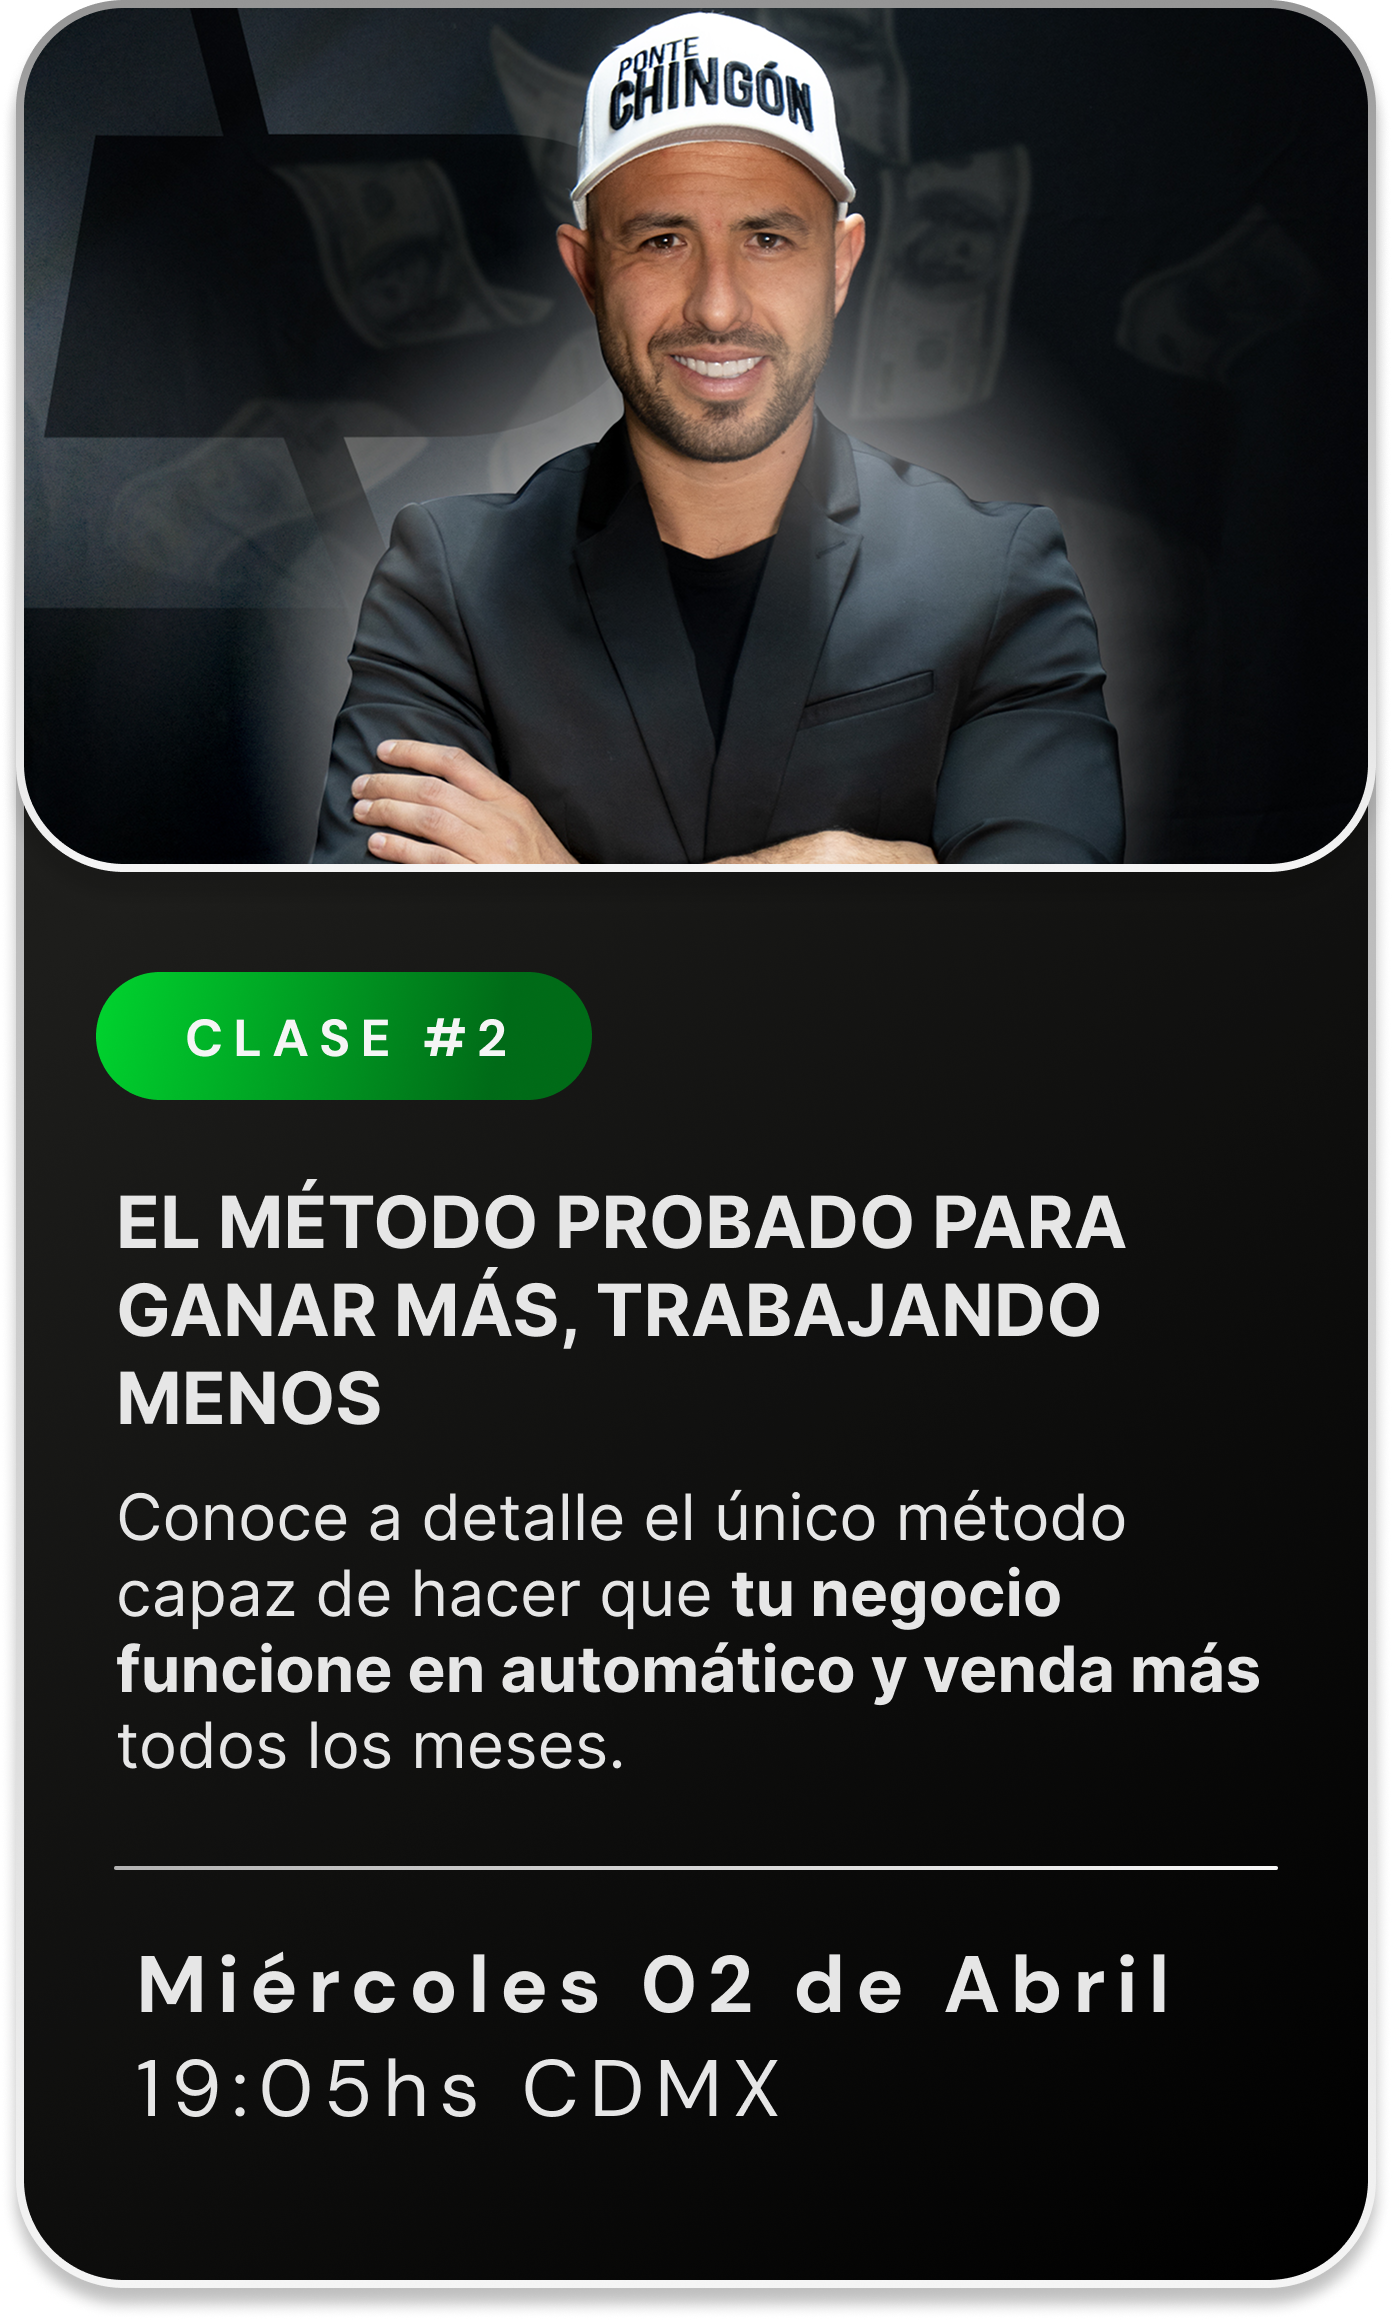 PONTE
CHINGÓN
CLASE #2
EL MÉTODO PROBADO PARA
GANAR MÁS, TRABAJANDO
MENOS
Conoce a detalle el único método
capaz de hacer que tu negocio
funcione en automático y venda más
todos los meses.
Miércoles 02 de Abril
19:05hs CDMX